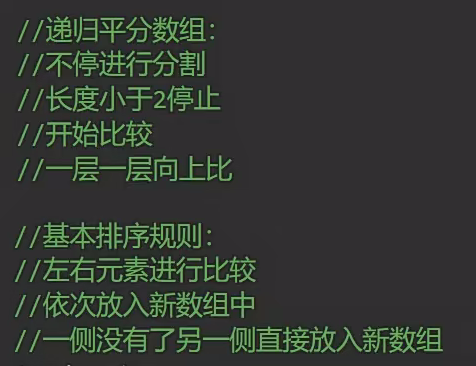 //递归平分数组：
//不停进行分割
//长度小于2停止
//开始比较
//一层一层向上比
//基本排序规则：
//左右元素进行比较
//依次放入新数组中
//一侧没有了另一侧直接放入新数组